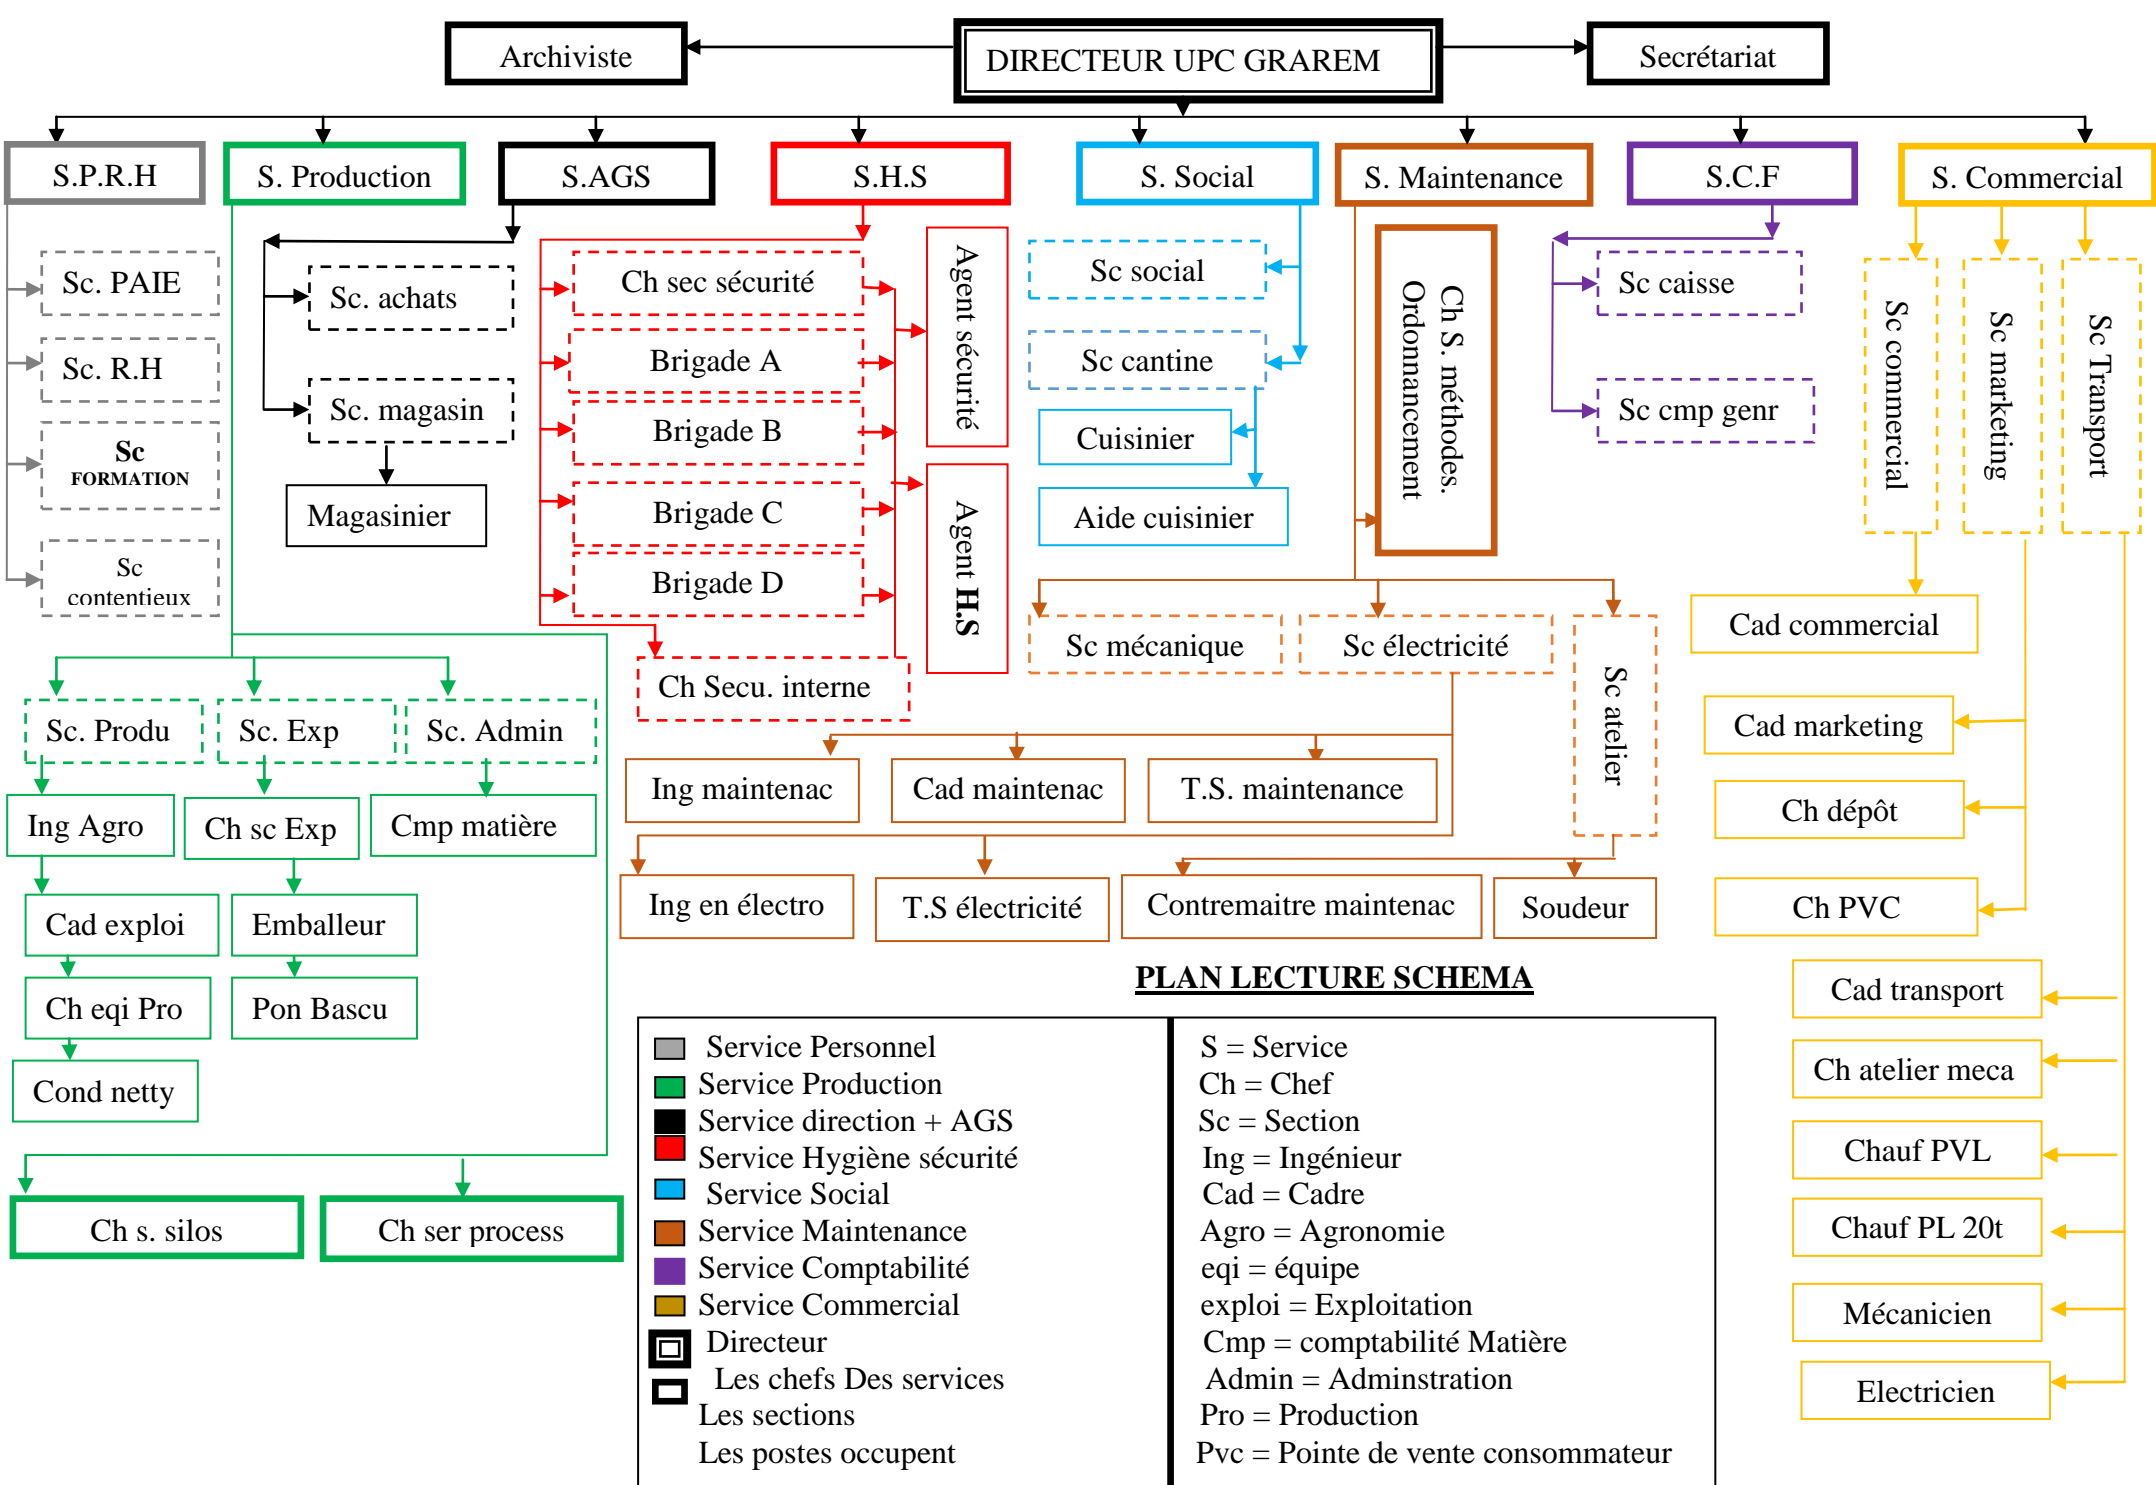 Archiviste
DIRECTEUR UPC GRAREM
Secrétariat
S.P.R.H
S. Production
S.AGS
S.H.S
S. Social
S. Maintenance
S.C.F
S. Commercial
Sc. PAIE
Sc. R.H
Sc
FORMATION
Sc
contentieux
Sc. achats
Sc. magasin
Magasinier
Ch sec sécurité
Brigade A
Brigade B
Brigade C
Brigade D
Ch Secu. interne
Agent sécurité
Agent H.S
Sc social
Sc cantine
Cuisinier
Aide cuisinier
Ch S. méthodes.
Ordonnancement
Sc caisse
Sc cmp genr
Sc commercial
Sc marketing
Sc Transport
Sc mécanique
Sc électricité
Sc atelier
Cad commercial
Cad marketing
Ch dépôt
Ch PVC
Sc. Produ
Sc. Exp
Sc. Admin
Ing Agro
Ch sc Exp
Cmp matière
Cad exploi
Emballeur
Ch eqi Pro
Pon Bascu
Cond netty
Ch s. silos
Ch ser process
Ing maintenac
Cad maintenac
T.S. maintenance
Ing en électro
T.S électricité
Contremaitre maintenac
Soudeur
Cad transport
Ch atelier meca
Chauf PVL
Chauf PL 20t
Mécanicien
Electricien
PLAN LECTURE SCHEMA
Service Personnel
Service Production
Service direction + AGS
Service Hygiène sécurité
Service Social
Service Maintenance
Service Comptabilité
Service Commercial
Directeur
Les chefs Des services
Les sections
Les postes occupent
S = Service
Ch = Chef
Sc = Section
Ing = Ingénieur
Cad = Cadre
Agro = Agronomie
eqi = équipe
exploi = Exploitation
Cmp = comptabilité Matière
Admin = Adminstration
Pro = Production
Pvc = Pointe de vente consommateur